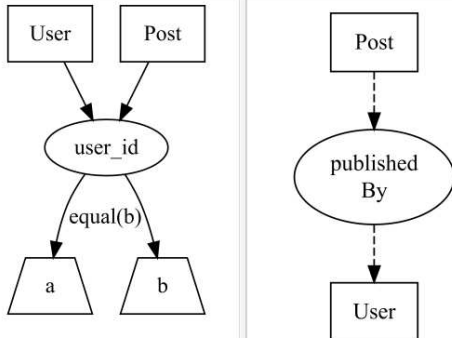 User
Post
user_id
equal(b)
a
b
Post
published
By
User